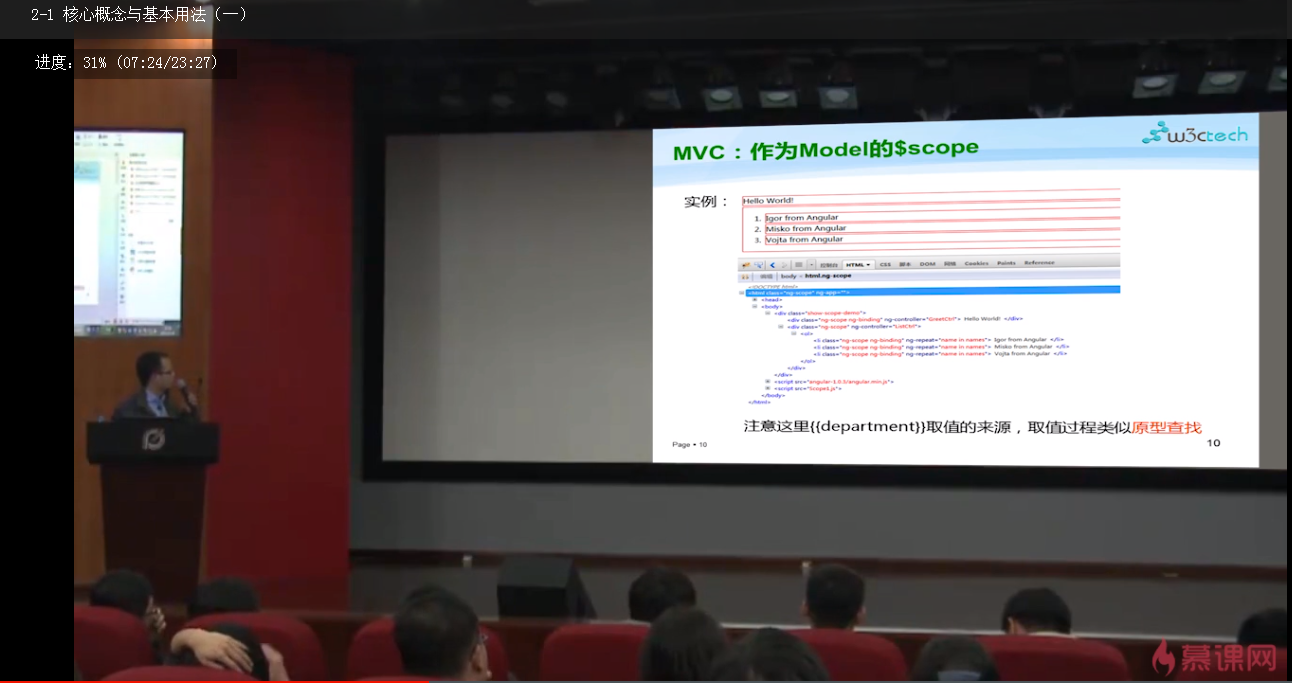 2-1 核心概念与基本用法（一）
进度：31% (07:24/23:27)
w3ctech
MVC：作为Model的$scope
实例：
Hello World!
1. Igor from Angular
2. Misko from Angular
3. Vojta from Angular
控制台 HTML CSS 脚本 DOM 网络 Cookies Paints Reference
编辑 body < html.ng-scope
<!DOCTYPE html>
<html class="ng-scope" ng-app="">
<head>
<body>
<div class="show-scope-demo">
<div class="ng-scope ng-binding" ng-controller="GreetCtrl"> Hello World! </div>
<div class="ng-scope" ng-controller="ListCtrl">
<ol>
<li class="ng-scope ng-binding" ng-repeat="name in names"> Igor from Angular </li>
<li class="ng-scope ng-binding" ng-repeat="name in names"> Misko from Angular </li>
<li class="ng-scope ng-binding" ng-repeat="name in names"> Vojta from Angular </li>
</ol>
</div>
</div>
<script src="angular-1.0.3/angular.min.js">
<script src="Scope1.js">
</body>
</html>
注意这里{{department}}取值的来源，取值过程类似原型查找
Page • 10
10
慕课网